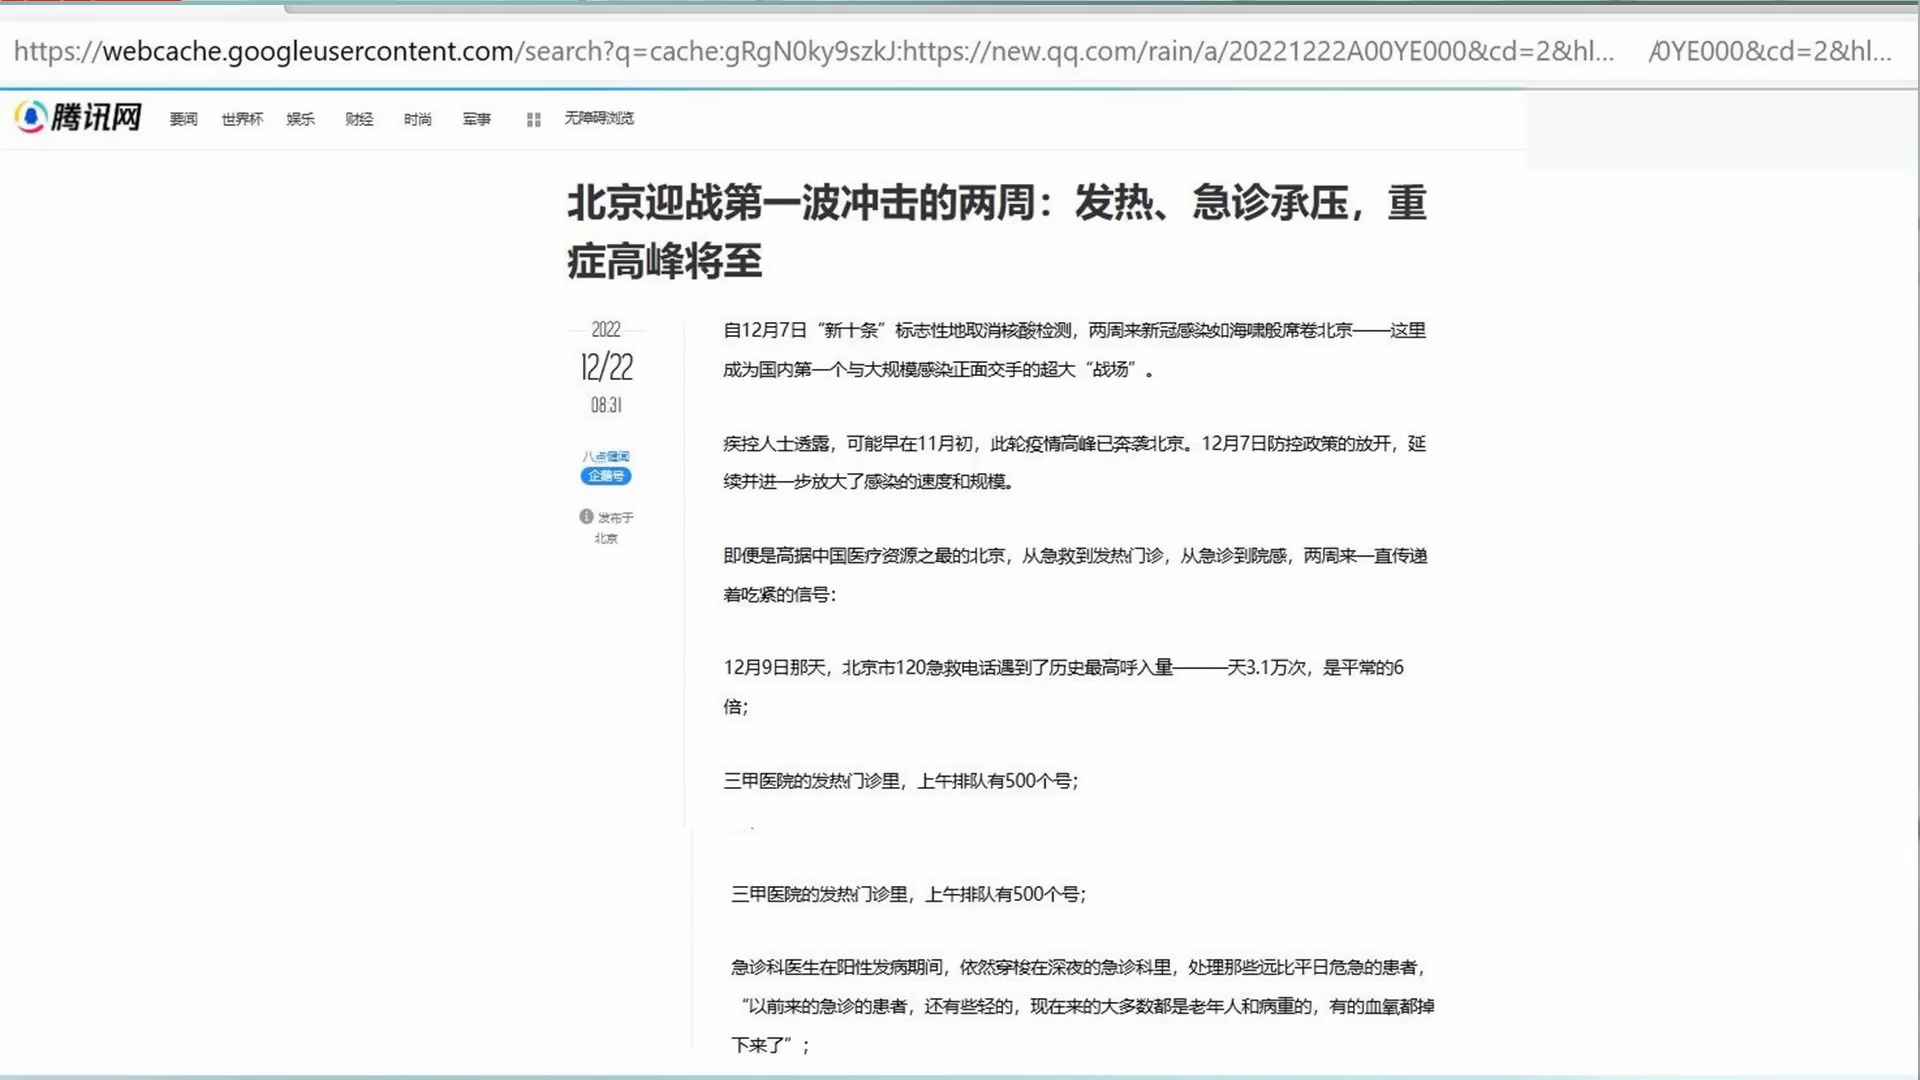 https://webcache.googleusercontent.com/search?q=cache:gRgN0ky9szkJ:https://new.qq.com/rain/a/20221222A00YE000&cd=2&hl... /0YE000&cd=2&hl...
腾讯网 要闻 世界杯 娱乐 财经 时尚 军事 无障碍浏览
北京迎战第一波冲击的两周：发热、急诊承压，重
症高峰将至
2022
12/22
08:31
八点健闻
企鹅号
发布于
北京
自12月7日“新十条”标志性地取消核酸检测，两周来新冠感染如海啸般席卷北京——这里
成为国内第一个与大规模感染正面交手的超大“战场”。
疾控人士透露，可能早在11月初，此轮疫情高峰已奔袭北京。12月7日防控政策的放开，延
续并进一步放大了感染的速度和规模。
即便是高据中国医疗资源之最的北京，从急救到发热门诊，从急诊到院感，两周来一直传递
着吃紧的信号：
12月9日那天，北京市120急救电话遇到了历史最高呼入量——一天3.1万次，是平常的6
倍；
三甲医院的发热门诊里，上午排队有500个号；
三甲医院的发热门诊里，上午排队有500个号；
急诊科医生在阳性发病期间，依然穿梭在深夜的急诊科里，处理那些远比平日危急的患者，
“以前来的急诊的患者，还有些轻的，现在来的大多数都是老年人和病重的，有的血氧都掉
下来了”；